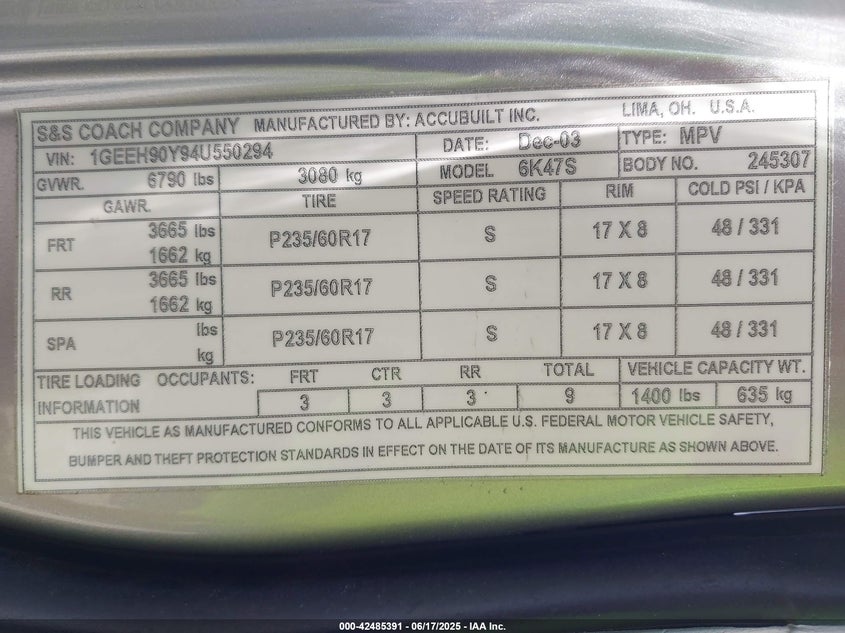 S&S COACH COMPANY MANUFACTURED BY: ACCUBUILT INC. LIMA, OH. U.S.A.
VIN: 1GEEH90Y94U550294 DATE: Dec-03 TYPE: MPV
GVWR. 6790 lbs 3080 kg MODEL 6K47S BODY NO. 245307
GAWR. TIRE SPEED RATING RIM COLD PSI / KPA
FRT 3665 lbs P235/60R17 S 17 X 8 48 / 331
1662 kg
RR 3665 lbs P235/60R17 S 17 X 8 48 / 331
1662 kg
SPA lbs P235/60R17 S 17 X 8 48 / 331
kg
TIRE LOADING OCCUPANTS: FRT CTR RR TOTAL VEHICLE CAPACITY WT.
INFORMATION 3 3 3 9 1400 lbs 635 kg
THIS VEHICLE AS MANUFACTURED CONFORMS TO ALL APPLICABLE U.S. FEDERAL MOTOR VEHICLE SAFETY,
BUMPER AND THEFT PROTECTION STANDARDS IN EFFECT ON THE DATE OF ITS MANUFACTURE AS SHOWN ABOVE.
000-42485391 - 06/17/2025 - IAA Inc.